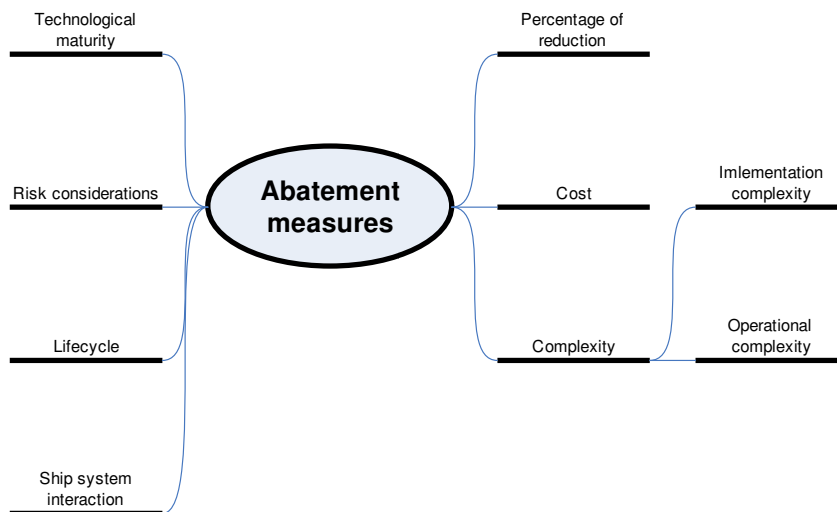 Technological
maturity
Percentage of
reduction
Abatement
measures
Risk considerations
Cost
Imlementation
complexity
Lifecycle
Complexity
Operational
complexity
Ship system
interaction